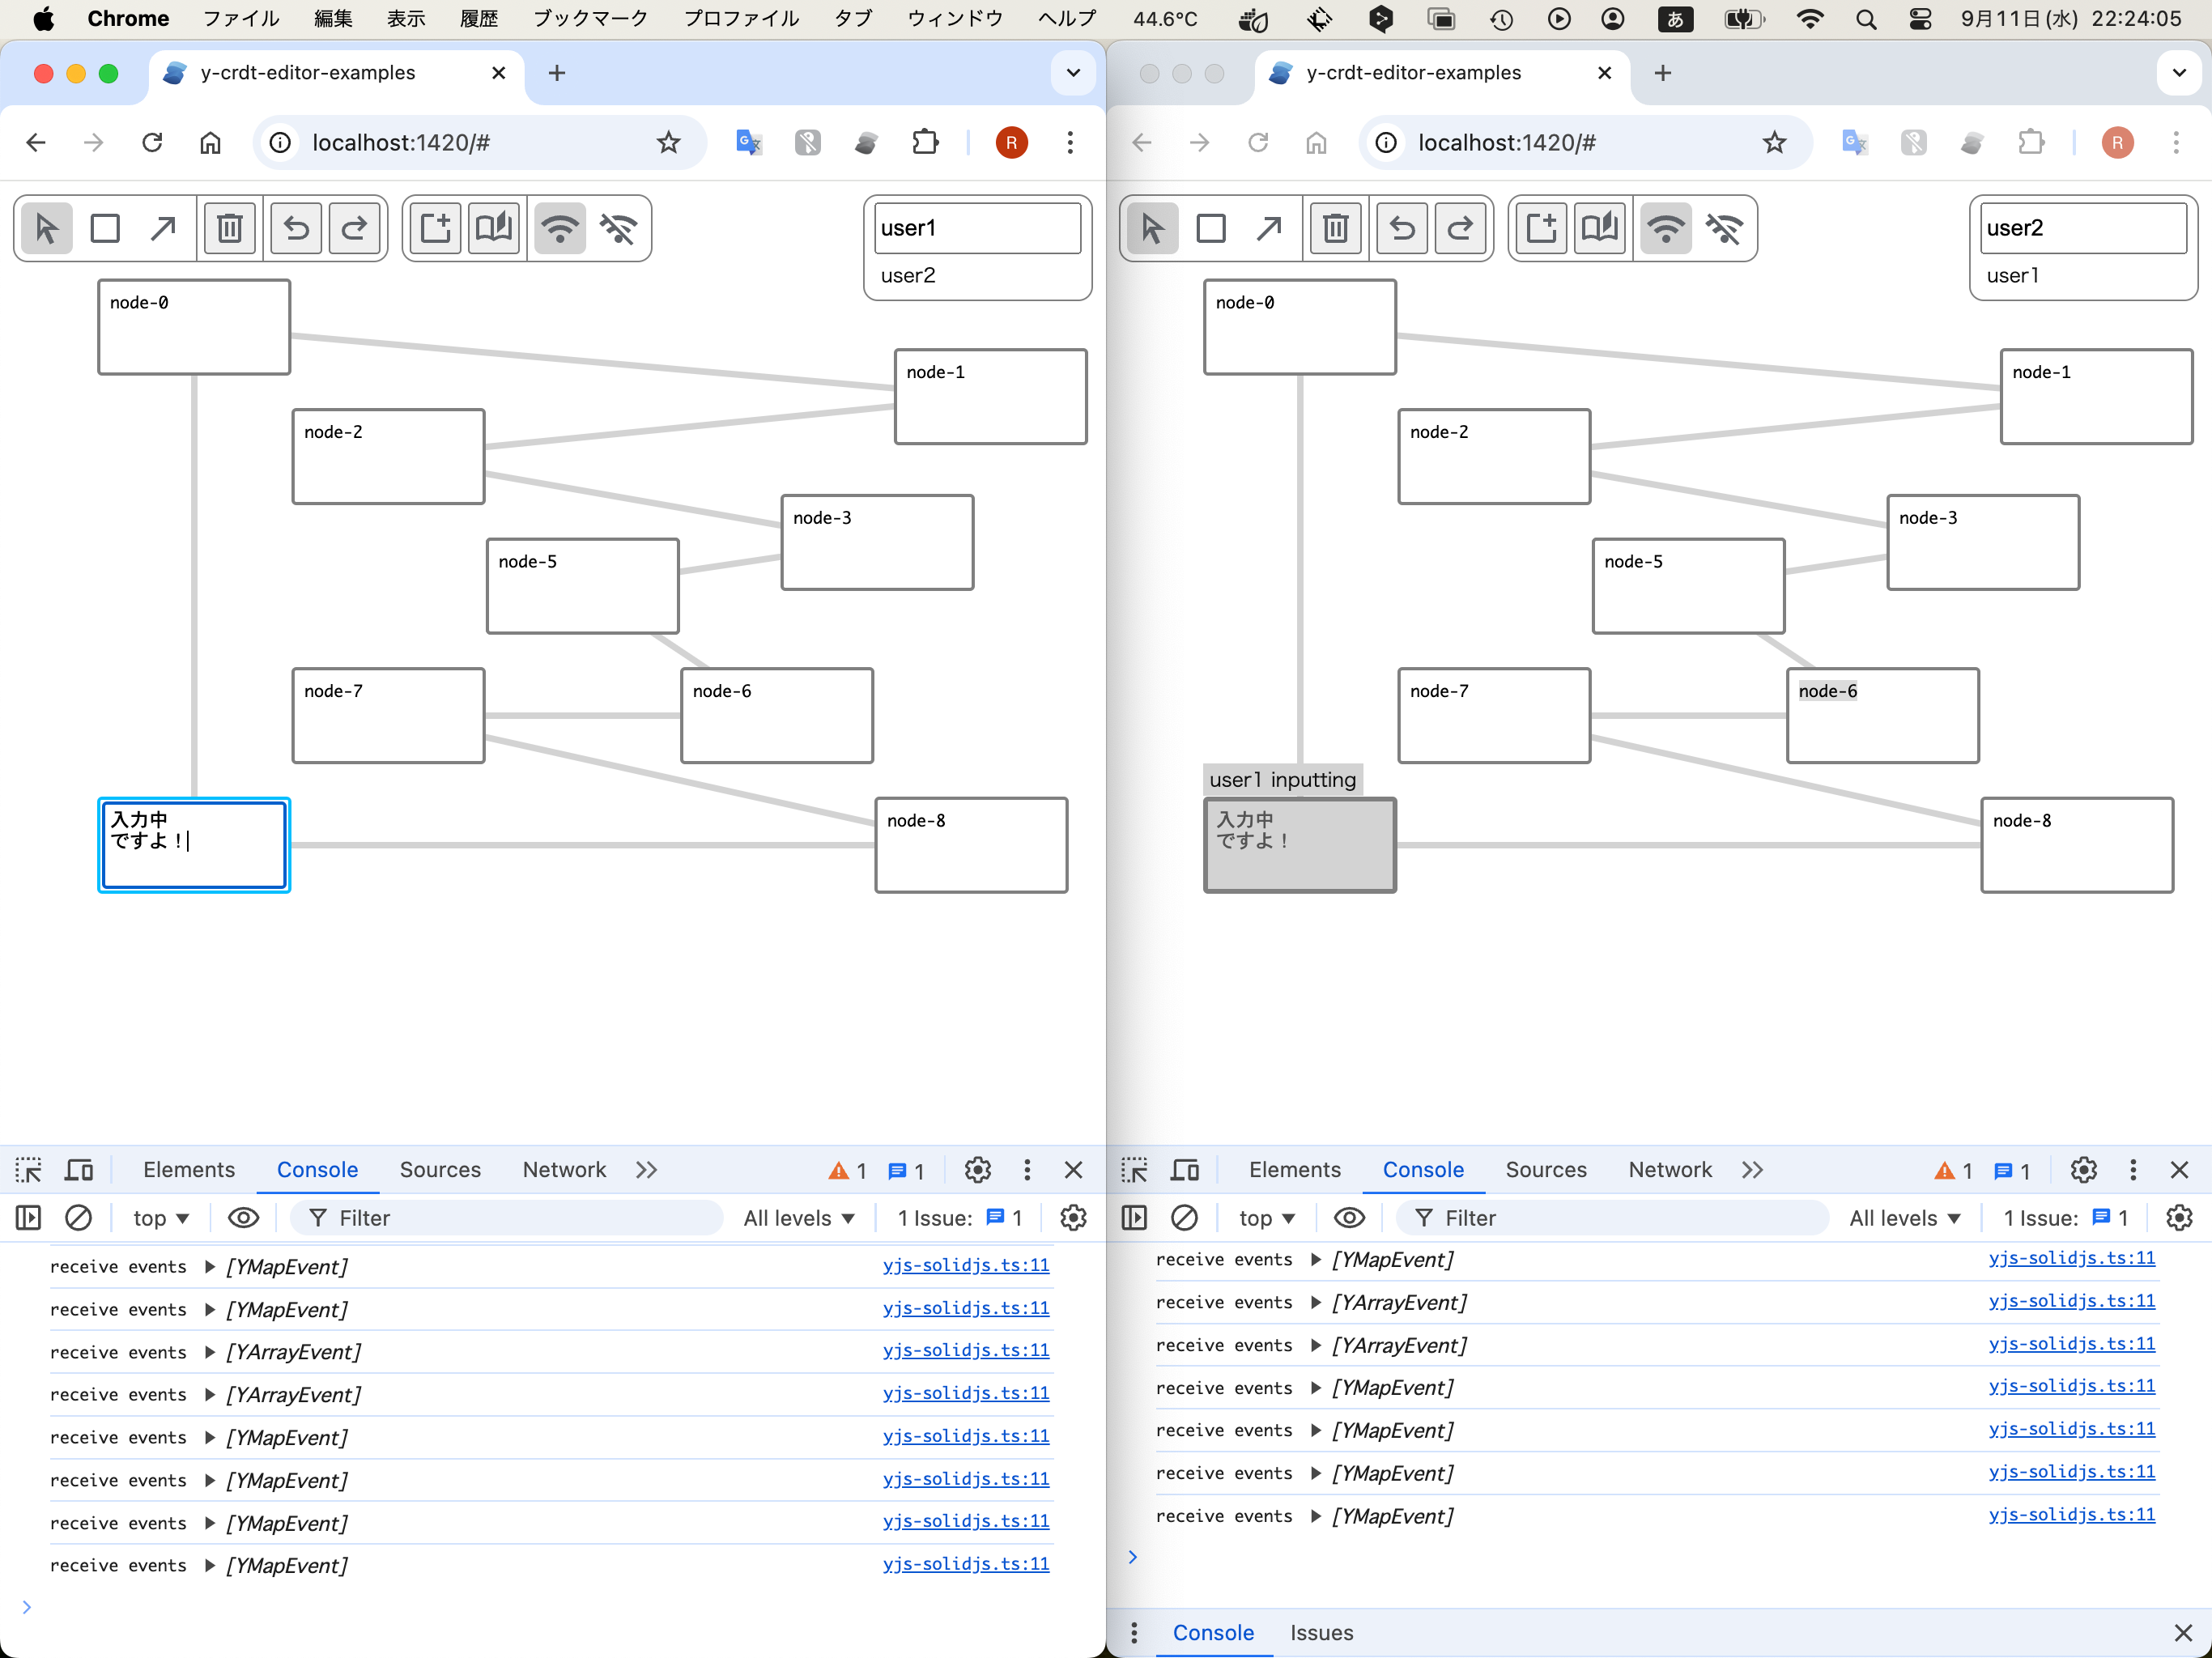 Chrome ファイル 編集 表示 履歴 ブックマーク プロファイル タブ ウィンドウ ヘルプ 44.6°C あ 9月11日(水) 22:24:05
y-crdt-editor-examples
localhost:1420/#
R
user1
user2
node-0
node-1
node-2
node-3
node-5
node-7
node-6
入力中
ですよ！
node-8
Elements Console Sources Network 1 1
top Filter All levels 1 Issue: 1
receive events [YMapEvent] yjs-solidjs.ts:11
receive events [YMapEvent] yjs-solidjs.ts:11
receive events [YArrayEvent] yjs-solidjs.ts:11
receive events [YArrayEvent] yjs-solidjs.ts:11
receive events [YMapEvent] yjs-solidjs.ts:11
receive events [YMapEvent] yjs-solidjs.ts:11
receive events [YMapEvent] yjs-solidjs.ts:11
receive events [YMapEvent] yjs-solidjs.ts:11
y-crdt-editor-examples
localhost:1420/#
R
user2
user1
node-0
node-1
node-2
node-3
node-5
node-7
node-6
user1 inputting
入力中
ですよ！
node-8
Elements Console Sources Network 1 1
top Filter All levels 1 Issue: 1
receive events [YMapEvent] yjs-solidjs.ts:11
receive events [YArrayEvent] yjs-solidjs.ts:11
receive events [YArrayEvent] yjs-solidjs.ts:11
receive events [YMapEvent] yjs-solidjs.ts:11
receive events [YMapEvent] yjs-solidjs.ts:11
receive events [YMapEvent] yjs-solidjs.ts:11
receive events [YMapEvent] yjs-solidjs.ts:11
Console Issues